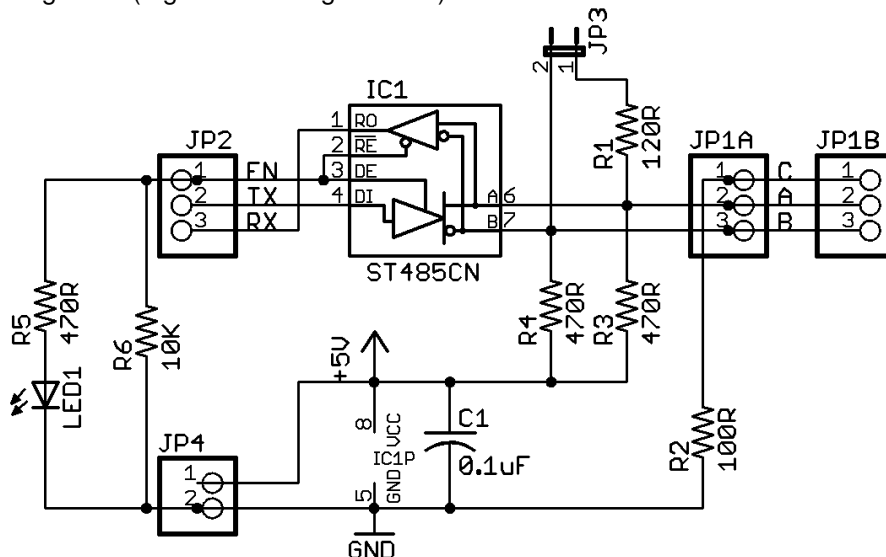 JP3
2 1
IC1
JP2
JP1A
JP1B
1 RO
2 RE
3 DE
4 DI
A 6
B 7
ST485CN
1 FN
2 TX
3 RX
R1
120R
1 C 1
2 A 2
3 B 3
R5
470R
R6
10K
LED1
R4
470R
R3
470R
+5V
8 VCC
IC1P
5 GND
C1
0.1uF
R2
100R
JP4
1
2
GND